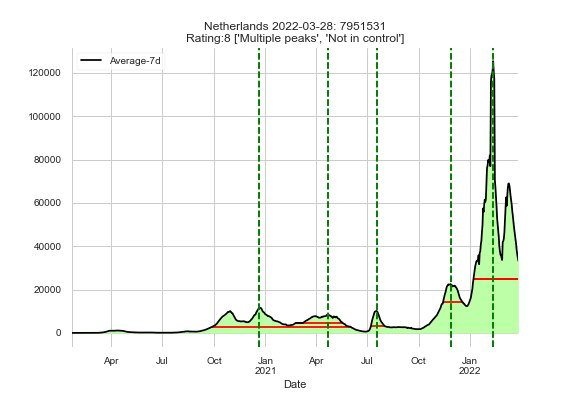 Netherlands 2022-03-28: 7951531
Rating:8 ['Multiple peaks', 'Not in control']
Average-7d
120000
100000
80000
60000
40000
20000
0
Apr Jul Oct Jan Apr Jul Oct Jan
2021 2022
Date